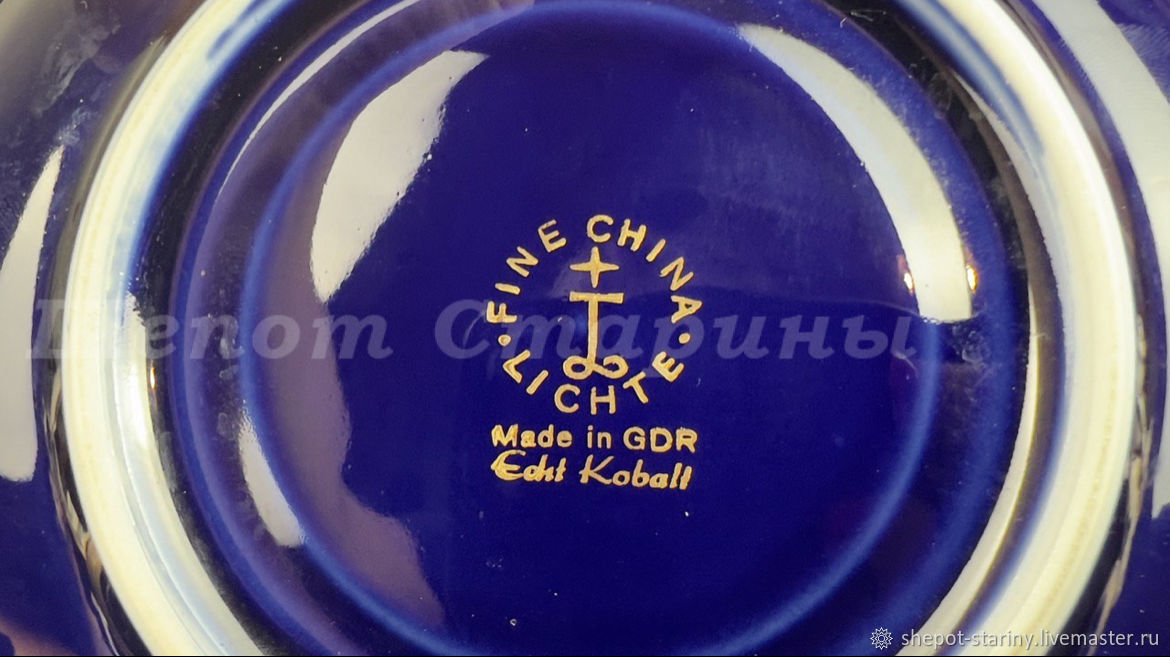 FINE CHINA
· LICHTE ·
Made in GDR
Echt Kobalt
Шепот Старины
shepot-stariny.livemaster.ru